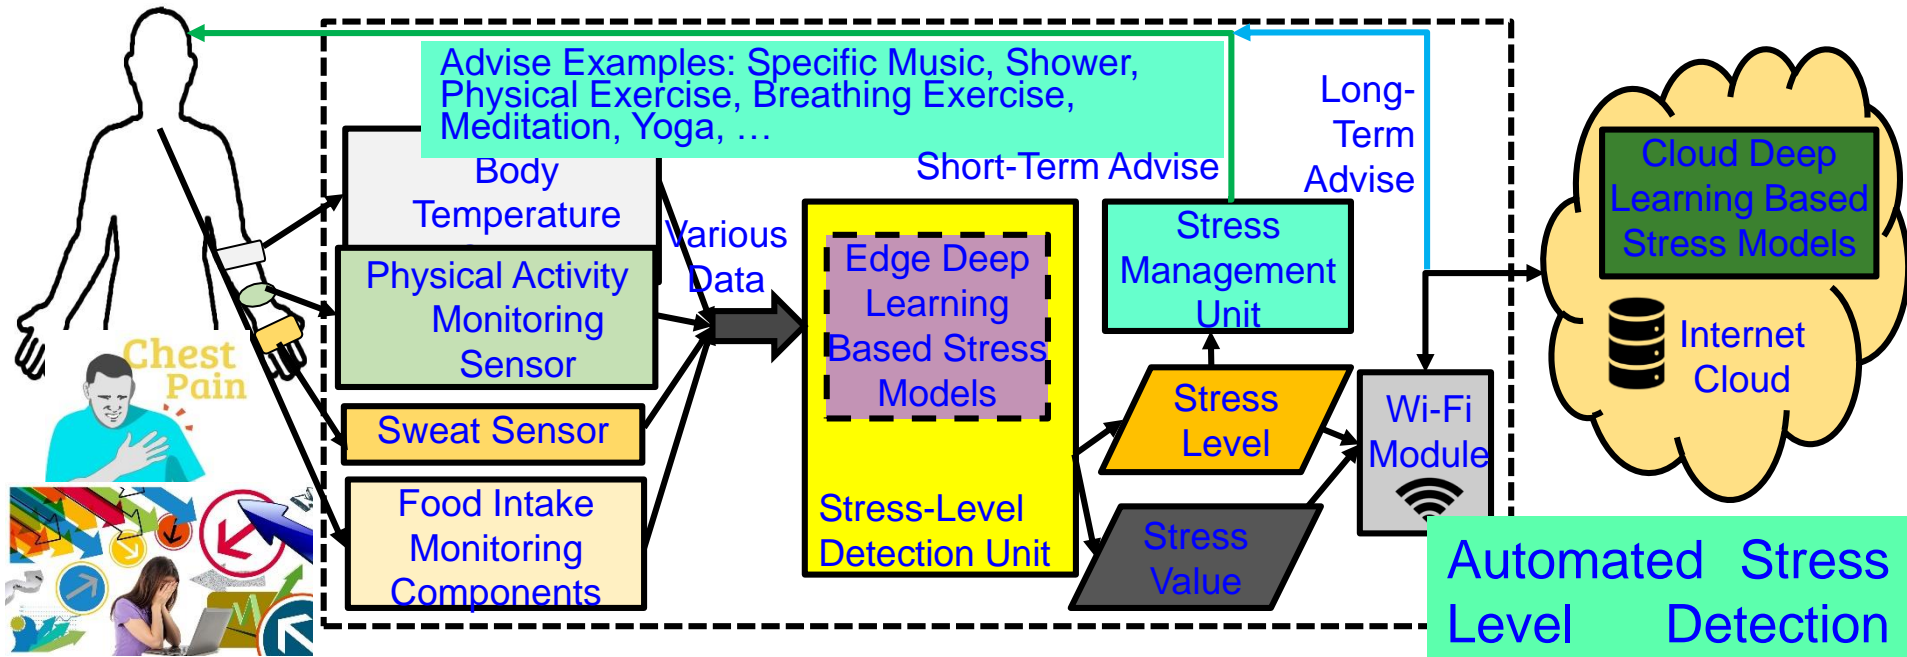 Advise Examples: Specific Music, Shower,
Physical Exercise, Breathing Exercise,
Meditation, Yoga, …
Short-Term Advise
Long-
Term
Advise
Body
Temperature
Physical Activity
Monitoring
Sensor
Sweat Sensor
Food Intake
Monitoring
Components
Various
Data
Edge Deep
Learning
Based Stress
Models
Stress-Level
Detection Unit
Stress
Management
Unit
Stress
Level
Stress
Value
Wi-Fi
Module
Cloud Deep
Learning Based
Stress Models
Internet
Cloud
Chest
Pain
Automated Stress
Level Detection